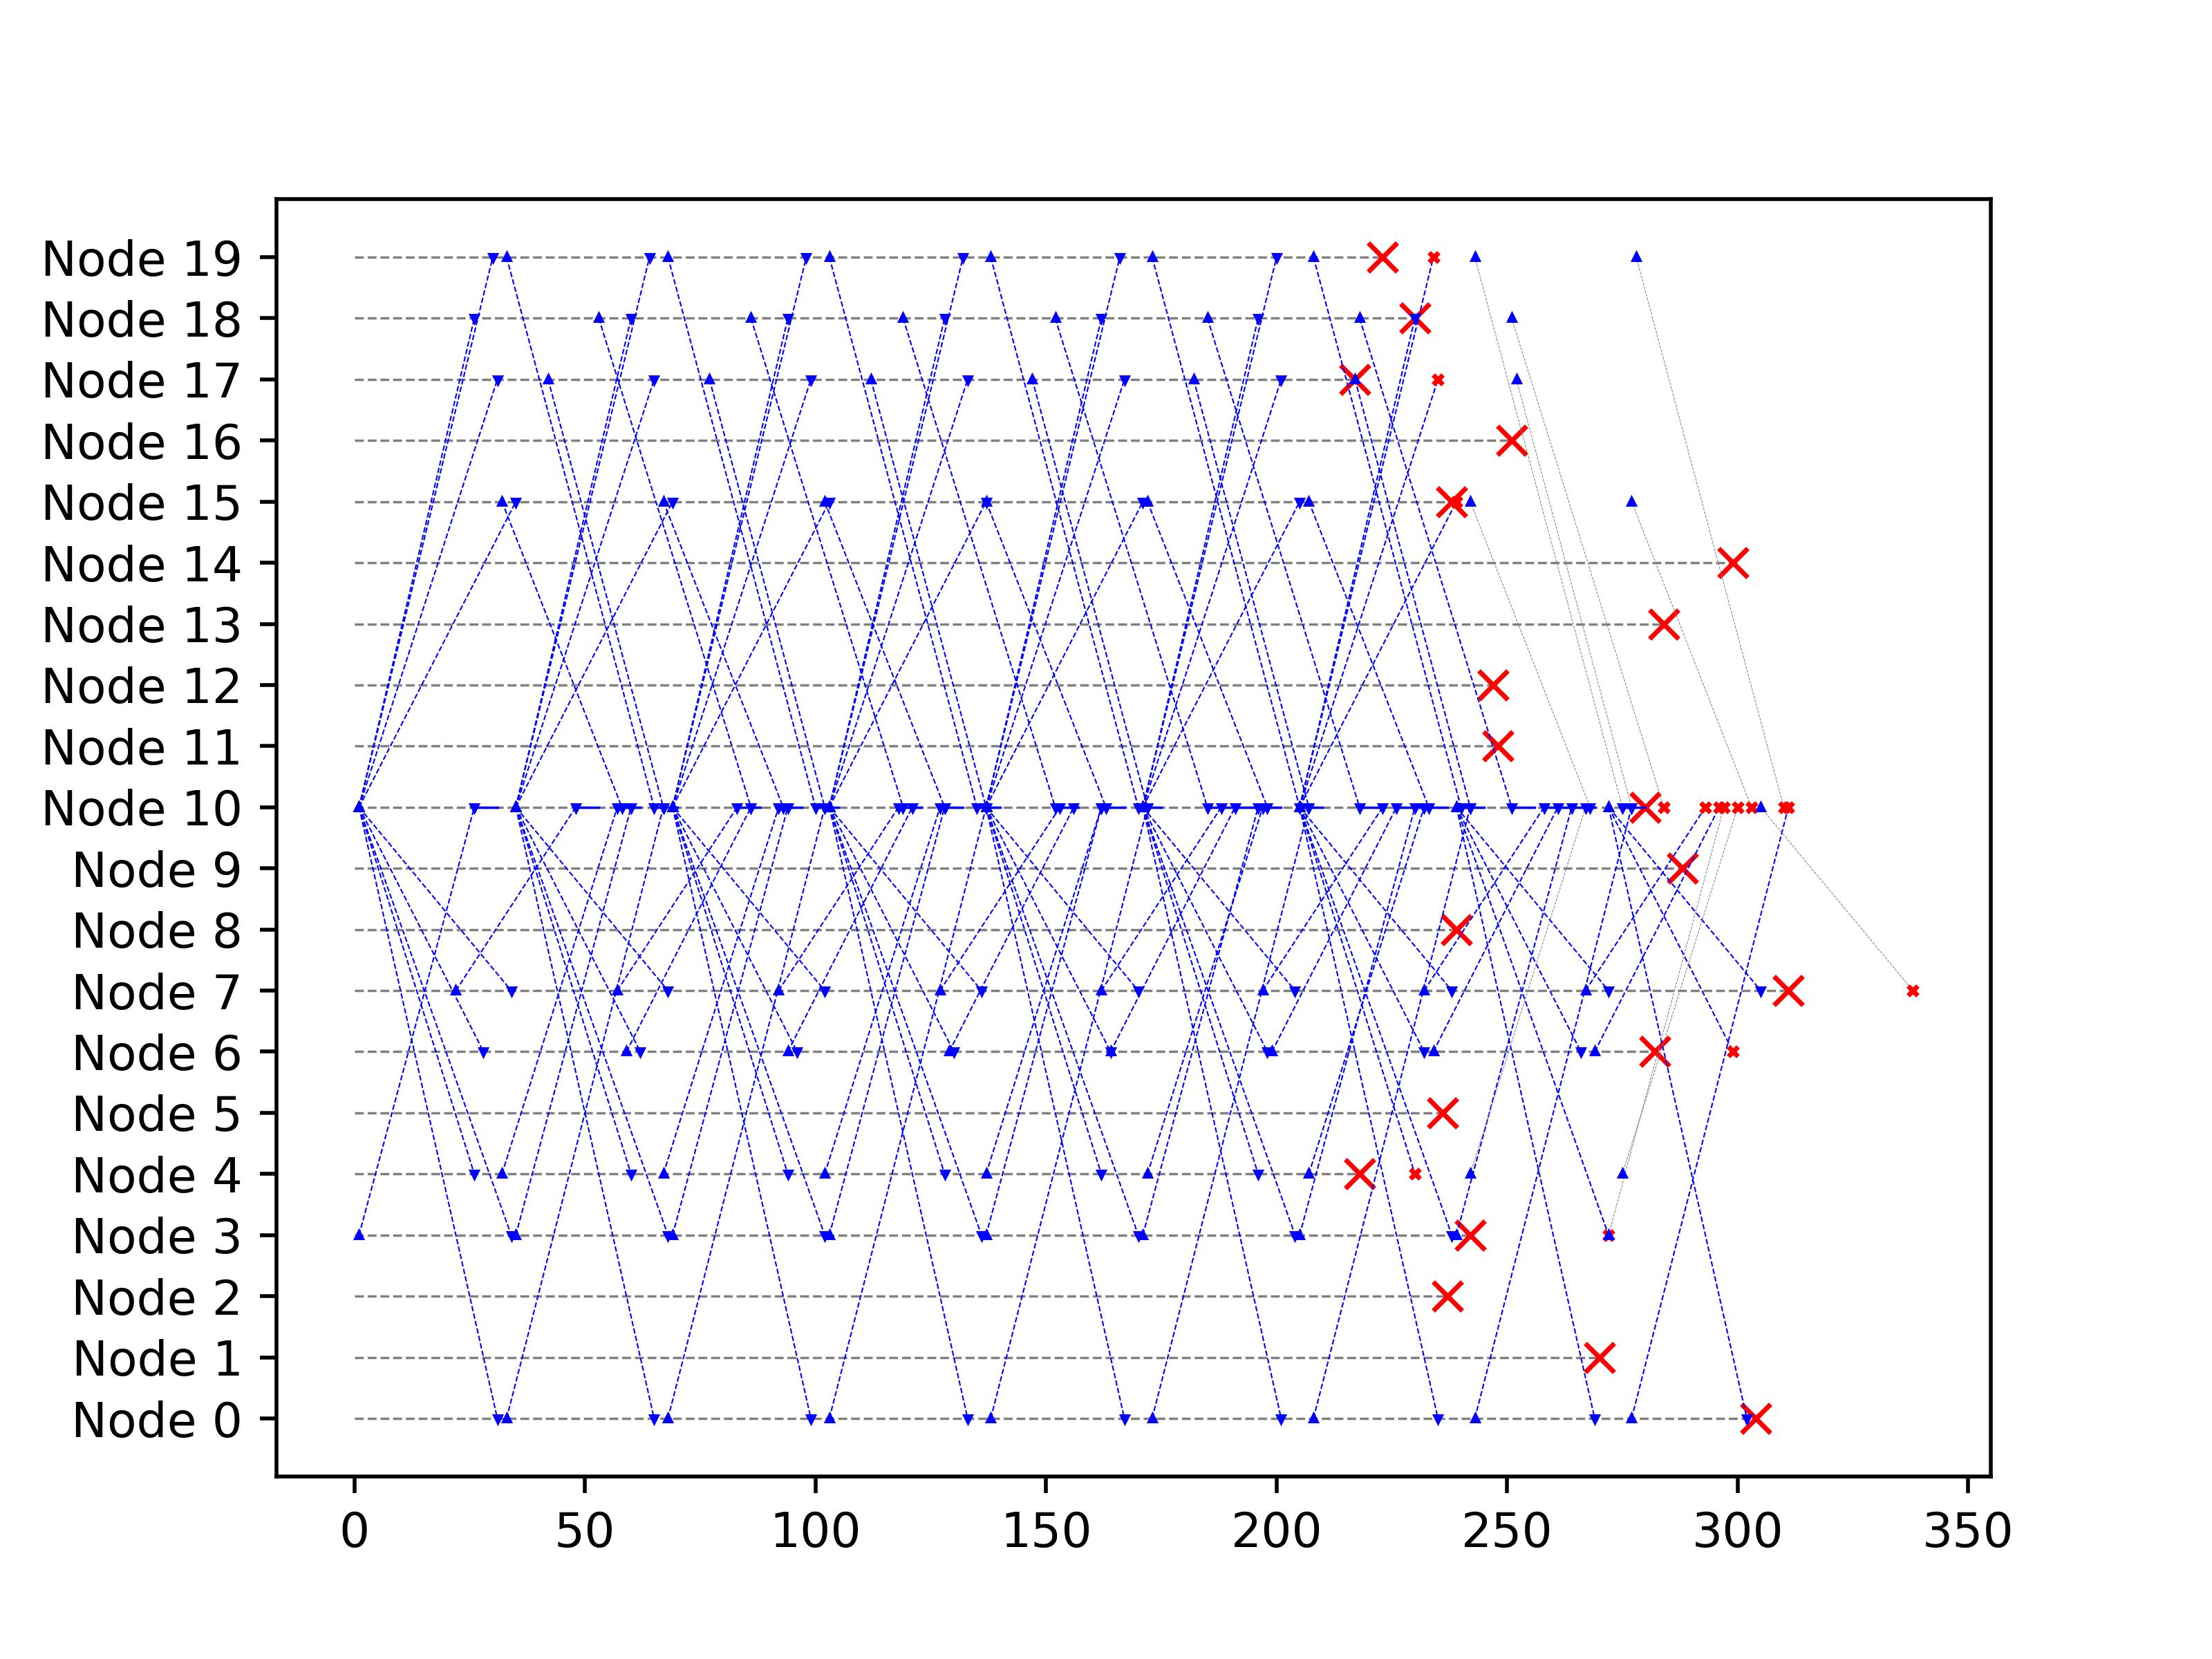 Node 19
Node 18
Node 17
Node 16
Node 15
Node 14
Node 13
Node 12
Node 11
Node 10
Node 9
Node 8
Node 7
Node 6
Node 5
Node 4
Node 3
Node 2
Node 1
Node 0
0 50 100 150 200 250 300 350